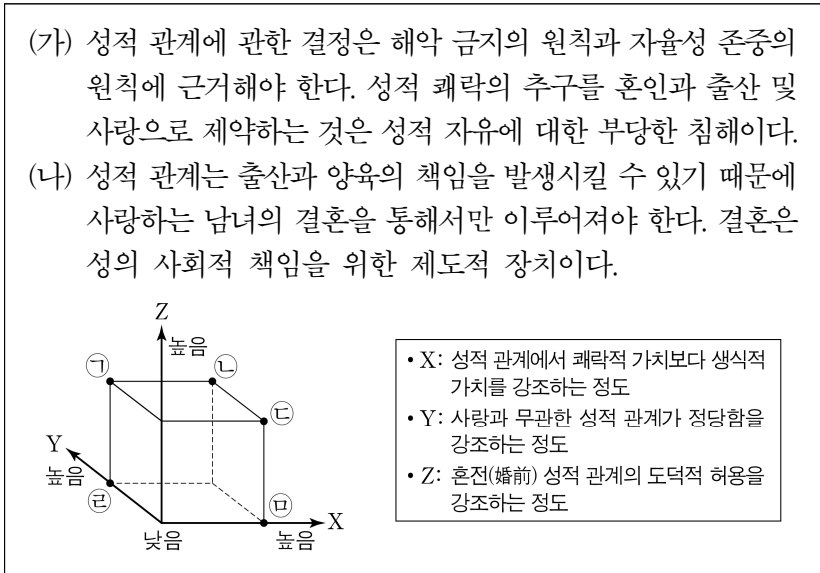 (가) 성적 관계에 관한 결정은 해악 금지의 원칙과 자율성 존중의
원칙에 근거해야 한다. 성적 쾌락의 추구를 혼인과 출산 및
사랑으로 제약하는 것은 성적 자유에 대한 부당한 침해이다.
(나) 성적 관계는 출산과 양육의 책임을 발생시킬 수 있기 때문에
사랑하는 남녀의 결혼을 통해서만 이루어져야 한다. 결혼은
성의 사회적 책임을 위한 제도적 장치이다.
Z
높음
㉠
㉡
㉢
Y
높음
㉣
㉤
X
낮음
높음
• X: 성적 관계에서 쾌락적 가치보다 생식적
가치를 강조하는 정도
• Y: 사랑과 무관한 성적 관계가 정당함을
강조하는 정도
• Z: 혼전(婚前) 성적 관계의 도덕적 허용을
강조하는 정도